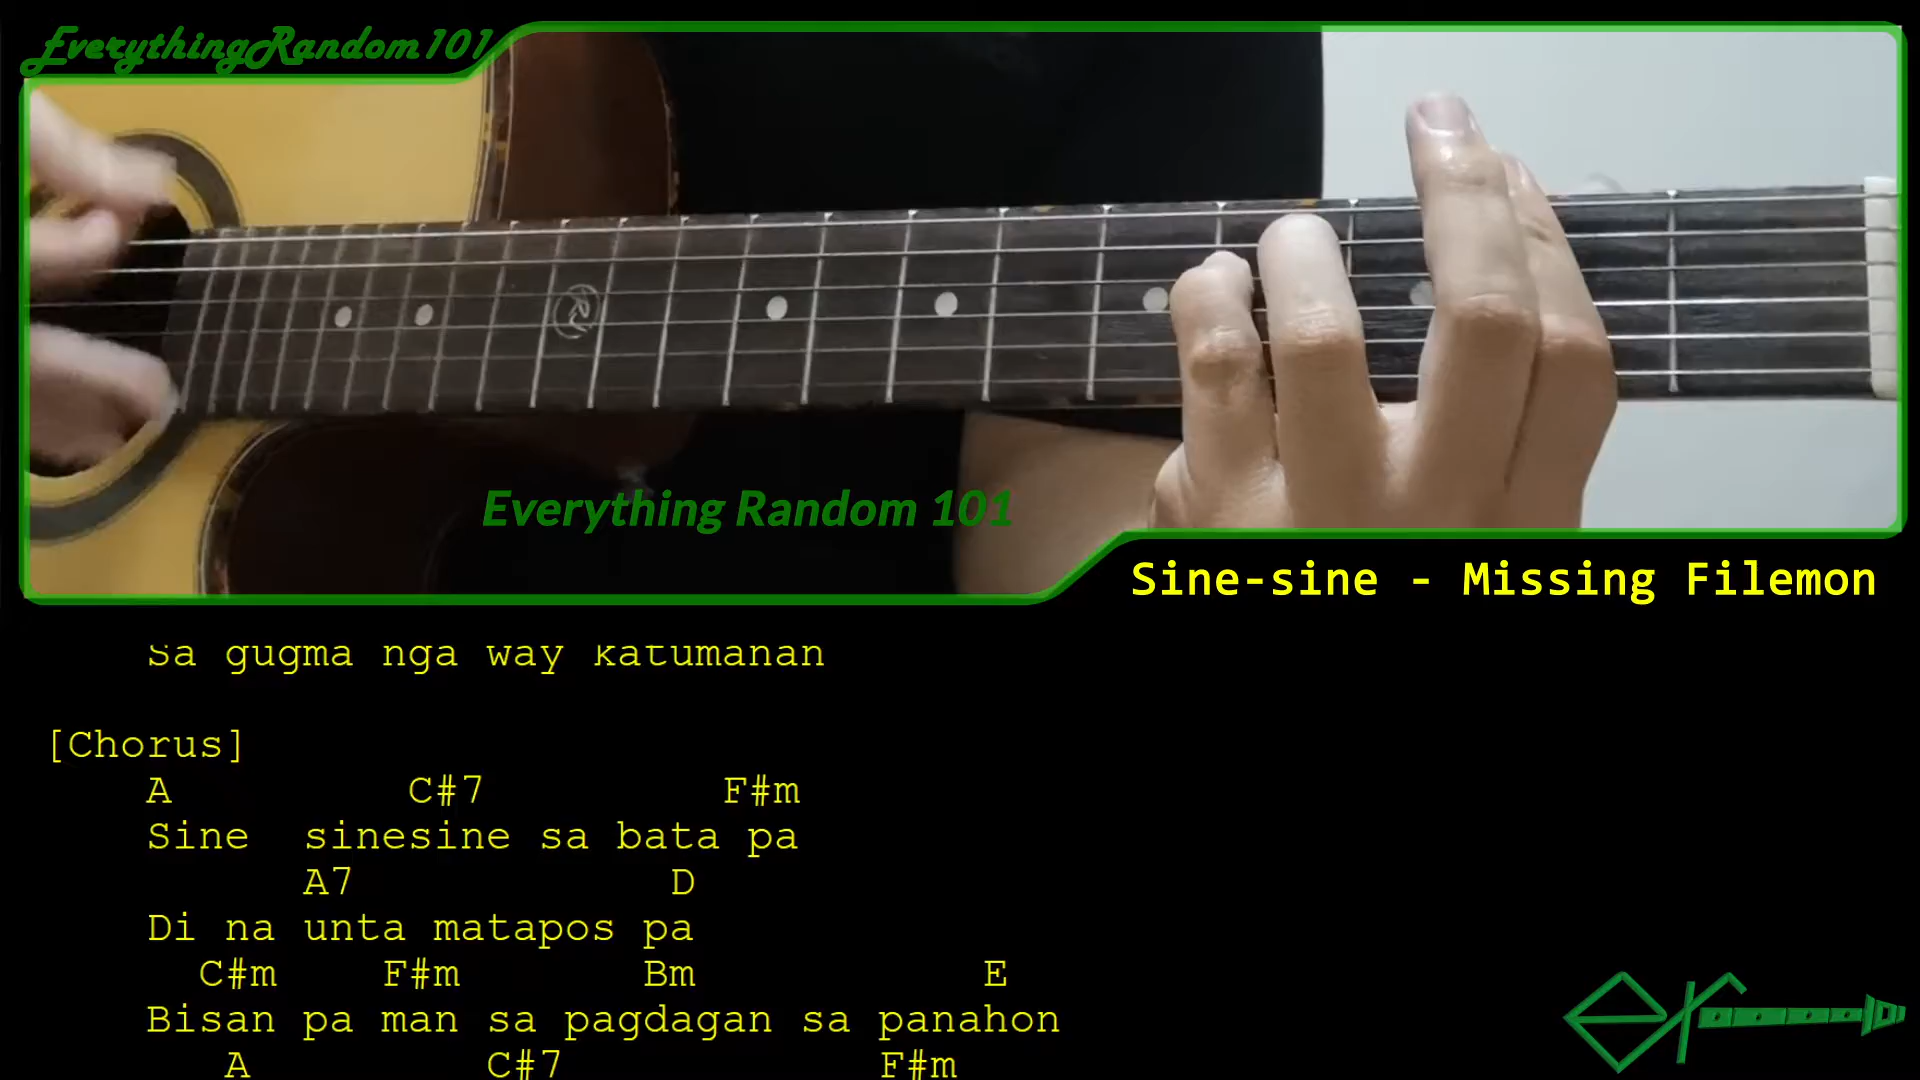 EverythingRandom101
Everything Random 101
Sine-sine - Missing Filemon
Sa gugma nga way katumanan
[Chorus]
A C#7 F#m
Sine sinesine sa bata pa
A7 D
Di na unta matapos pa
C#m F#m Bm E
Bisan pa man sa pagdagan sa panahon
A C#7 F#m